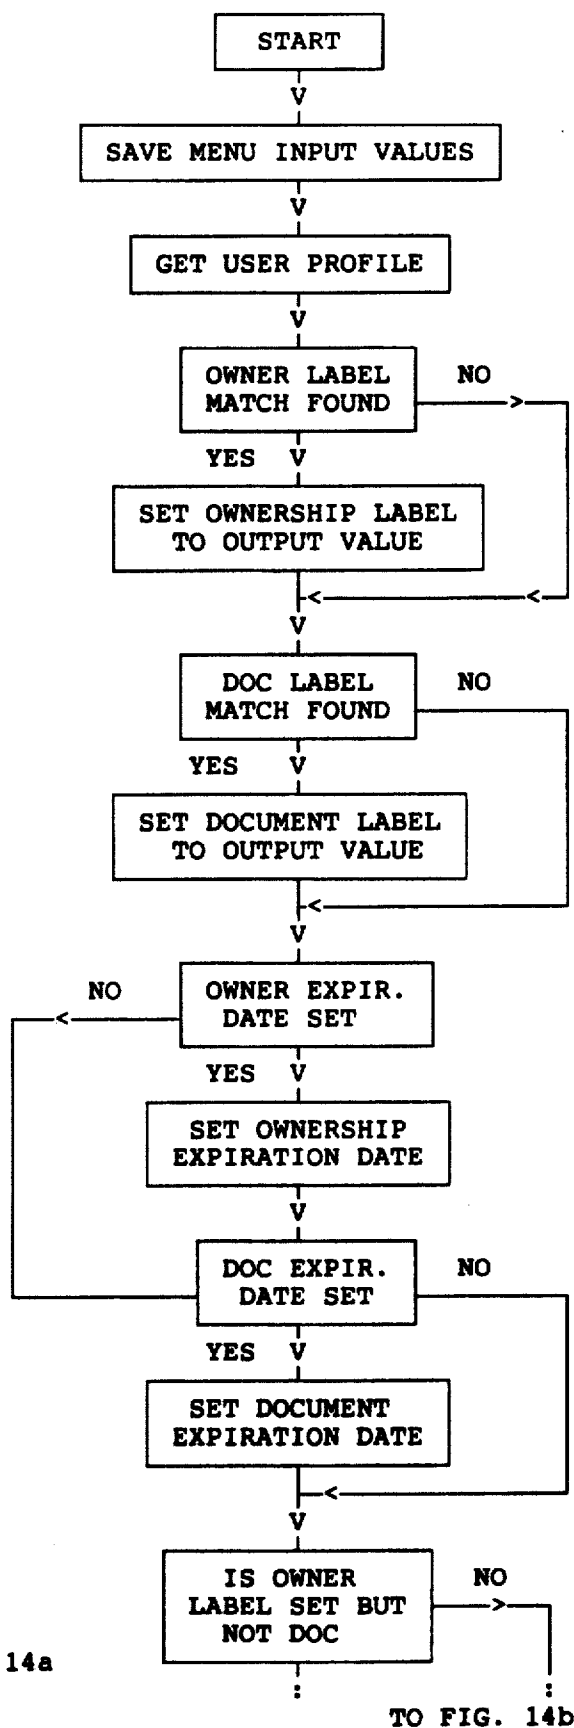 START
V
SAVE MENU INPUT VALUES
V
GET USER PROFILE
V
OWNER LABEL
MATCH FOUND
NO
>
YES V
SET OWNERSHIP LABEL
TO OUTPUT VALUE
< <
V
DOC LABEL
MATCH FOUND
NO
YES V
SET DOCUMENT LABEL
TO OUTPUT VALUE
<
V
NO
<
OWNER EXPIR.
DATE SET
YES V
SET OWNERSHIP
EXPIRATION DATE
V
DOC EXPIR.
DATE SET
NO
YES V
SET DOCUMENT
EXPIRATION DATE
<
V
IS OWNER
LABEL SET BUT
NOT DOC
NO
>
14a
: :
TO FIG. 14b